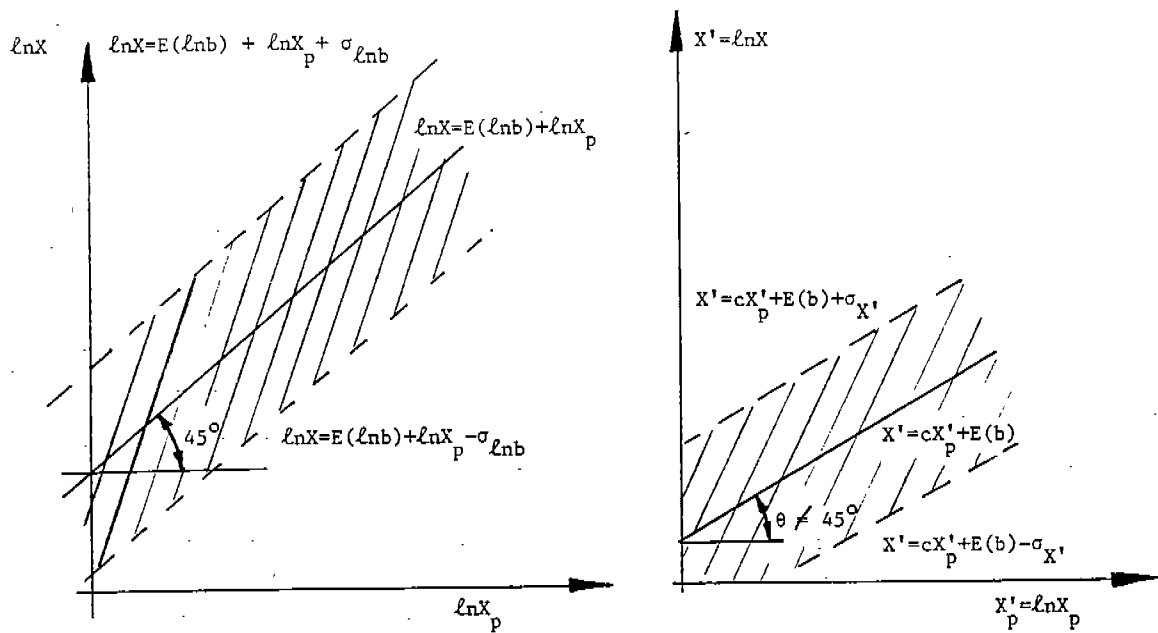 ℓnX
ℓnX=E(ℓnb) + ℓnX_p + σ_ℓnb
ℓnX=E(ℓnb)+ℓnX_p
45°
ℓnX=E(ℓnb)+ℓnX_p-σ_ℓnb
ℓnX_p
X'=ℓnX
X'=cX'_p+E(b)+σ_X'
X'=cX'_p+E(b)
θ = 45°
X'=cX'_p+E(b)-σ_X'
X'_p=ℓnX_p